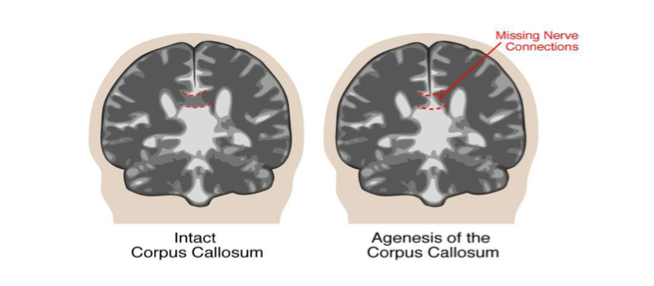 Missing Nerve
Connections
Intact
Corpus Callosum
Agenesis of the
Corpus Callosum